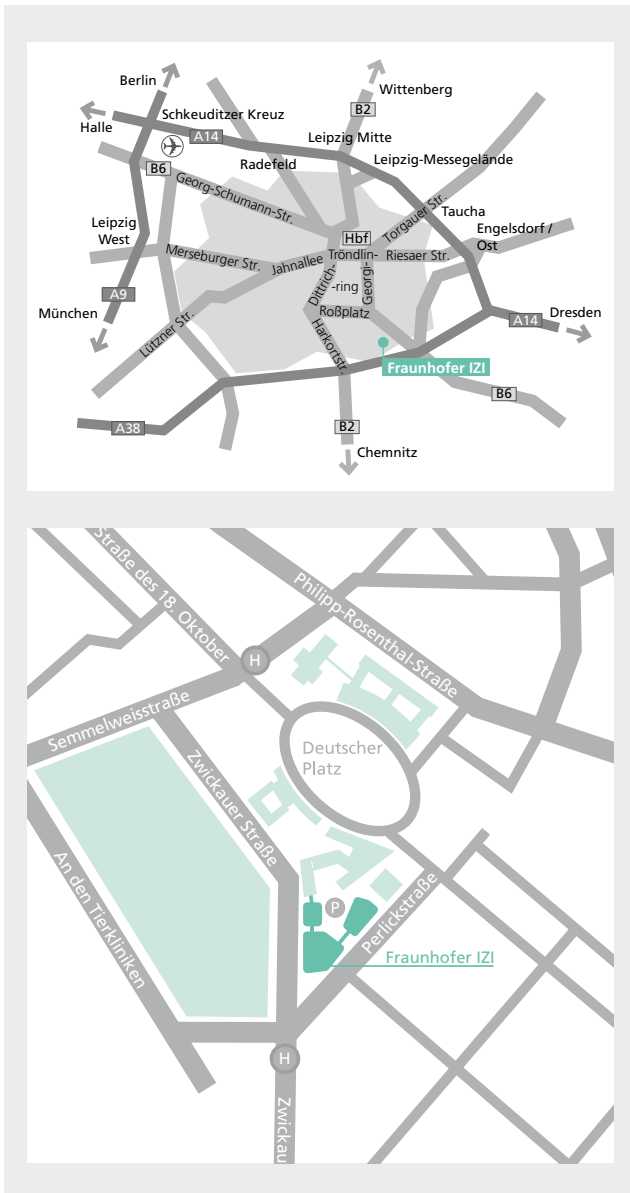 Berlin
Wittenberg
B2
Schkeuditzer Kreuz
Halle
A14
Leipzig Mitte
Radefeld
Leipzig-Messegelände
B6
Georg-Schumann-Str.
Torgauer Str.
Taucha
Leipzig
West
Hbf
Engelsdorf /
Ost
Merseburger Str.
Jahnallee
Tröndlin-
Riesaer Str.
Dittrich-
-ring
Georgi-
A9
München
Lützner Str.
Roßplatz
Harkortstr.
A14
Dresden
Fraunhofer IZI
B6
A38
B2
Chemnitz
Straße des 18. Oktober
Philipp-Rosenthal-Straße
H
Semmelweisstraße
Deutscher
Platz
Zwickauer Straße
An den Tierkliniken
P
Perlickstraße
Fraunhofer IZI
H
Zwickau